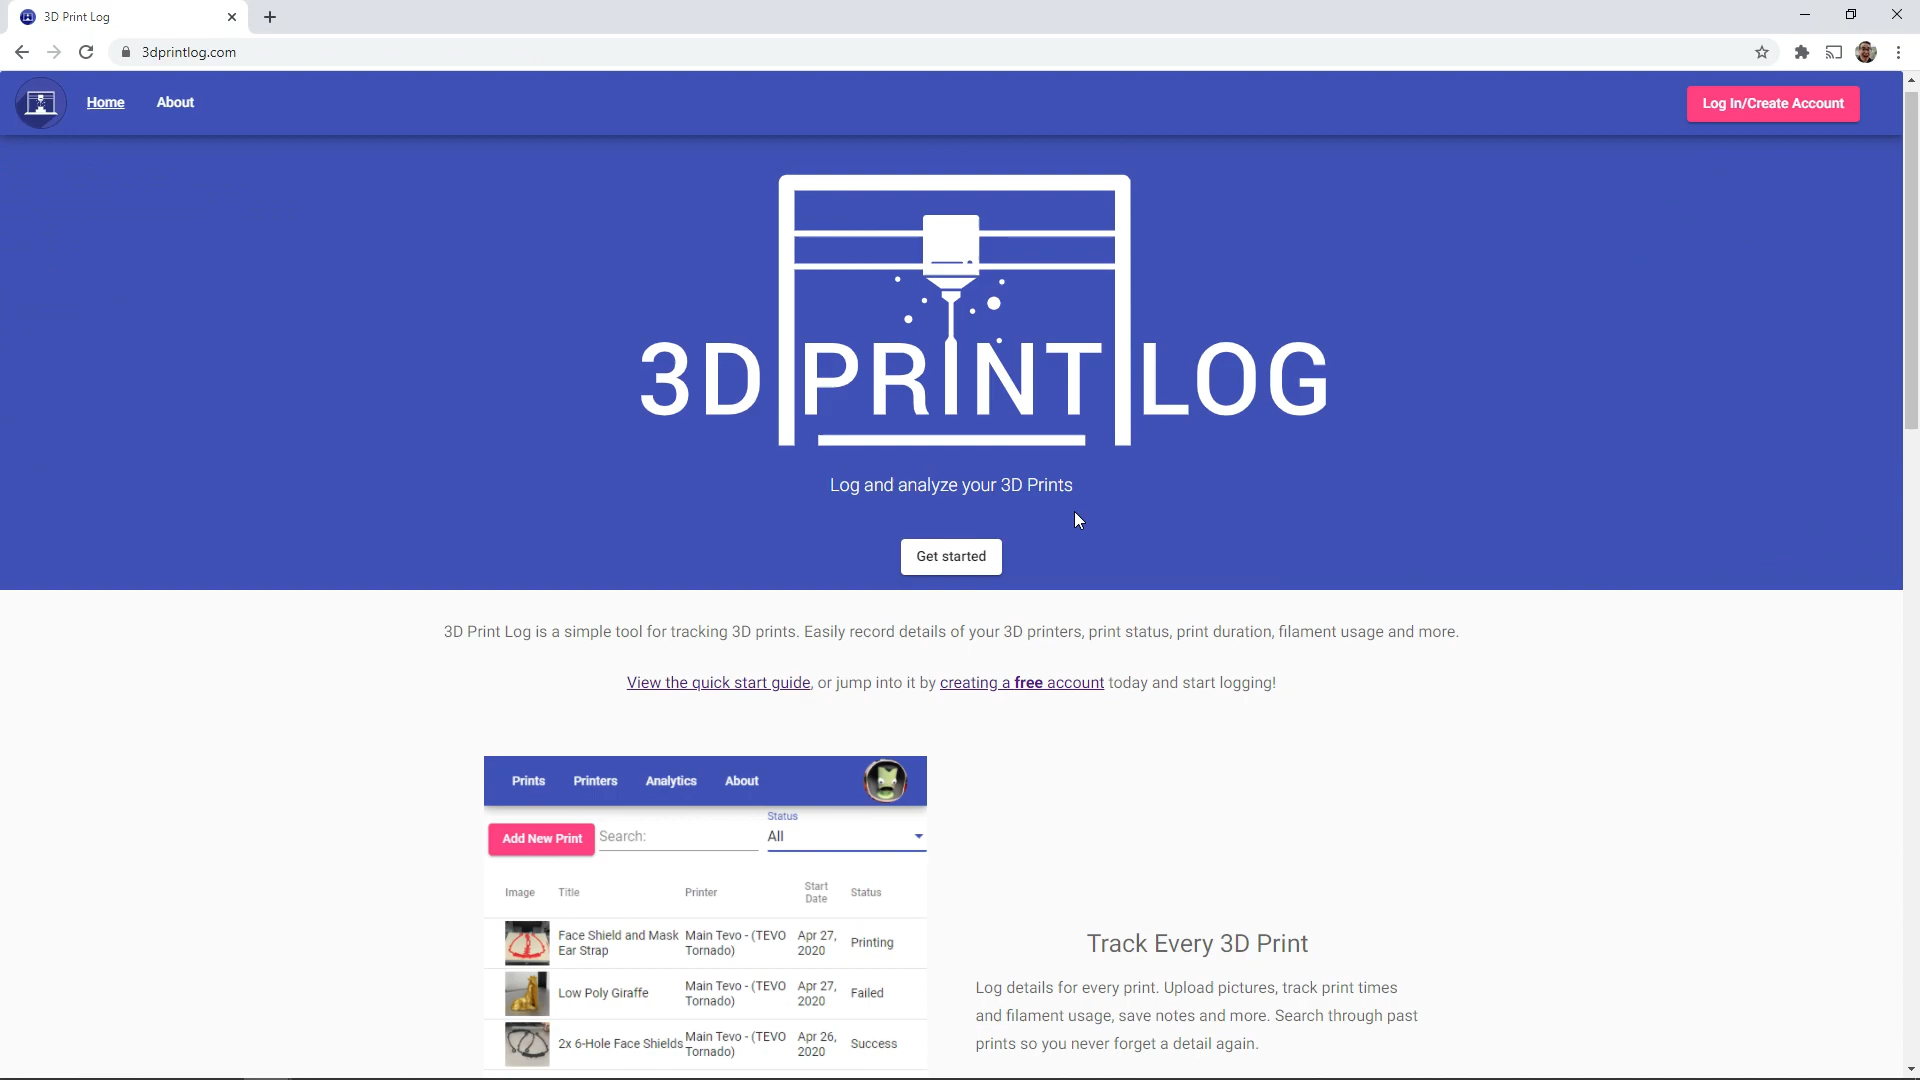 3D Print Log
3dprintlog.com
Home
About
Log In/Create Account
3D PRINT LOG
Log and analyze your 3D Prints
Get started
3D Print Log is a simple tool for tracking 3D prints. Easily record details of your 3D printers, print status, print duration, filament usage and more.
View the quick start guide, or jump into it by creating a free account today and start logging!
Prints
Printers
Analytics
About
Status
Add New Print
Search:
All
Image
Title
Printer
Start
Date
Status
Face Shield and Mask
Ear Strap
Main Tevo - (TEVO
Tornado)
Apr 27,
2020
Printing
Low Poly Giraffe
Main Tevo - (TEVO
Tornado)
Apr 27,
2020
Failed
2x 6-Hole Face Shields
Main Tevo - (TEVO
Tornado)
Apr 26,
2020
Success
Track Every 3D Print
Log details for every print. Upload pictures, track print times
and filament usage, save notes and more. Search through past
prints so you never forget a detail again.